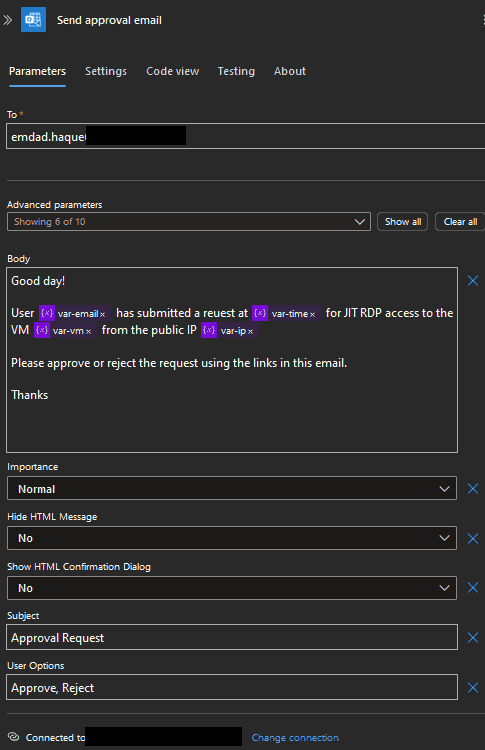 Send approval email
Parameters Settings Code view Testing About
To *
emdad.haque
Advanced parameters
Showing 6 of 10 Show all Clear all
Body
Good day!
User {x} var-email × has submitted a reuest at {x} var-time × for JIT RDP access to the
VM {x} var-vm × from the public IP {x} var-ip ×
Please approve or reject the request using the links in this email.
Thanks
Importance
Normal
Hide HTML Message
No
Show HTML Confirmation Dialog
No
Subject
Approval Request
User Options
Approve, Reject
Connected to Change connection